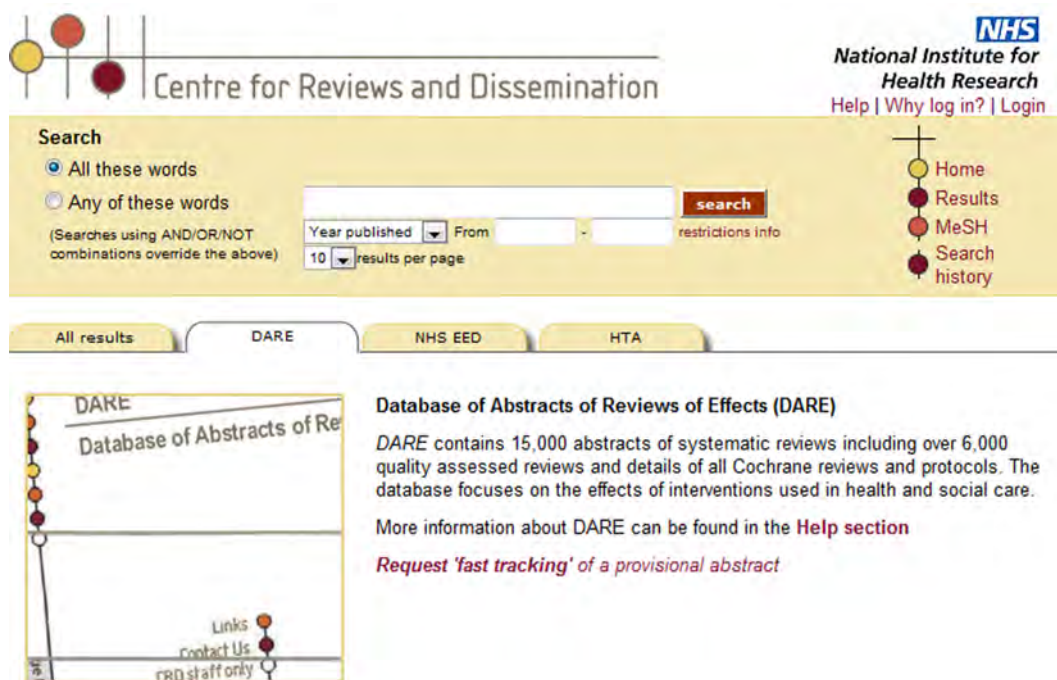 Centre for Reviews and Dissemination
NHS
National Institute for
Health Research
Help | Why log in? | Login
Search
All these words
Any of these words
(Searches using AND/OR/NOT
combinations override the above)
search
Year published From -
restrictions info
10 results per page
Home
Results
MeSH
Search
history
All results
DARE
NHS EED
HTA
DARE
Database of Abstracts of Re
Links
Contact Us
CRD staff only
Database of Abstracts of Reviews of Effects (DARE)
DARE contains 15,000 abstracts of systematic reviews including over 6,000
quality assessed reviews and details of all Cochrane reviews and protocols. The
database focuses on the effects of interventions used in health and social care.
More information about DARE can be found in the Help section
Request 'fast tracking' of a provisional abstract